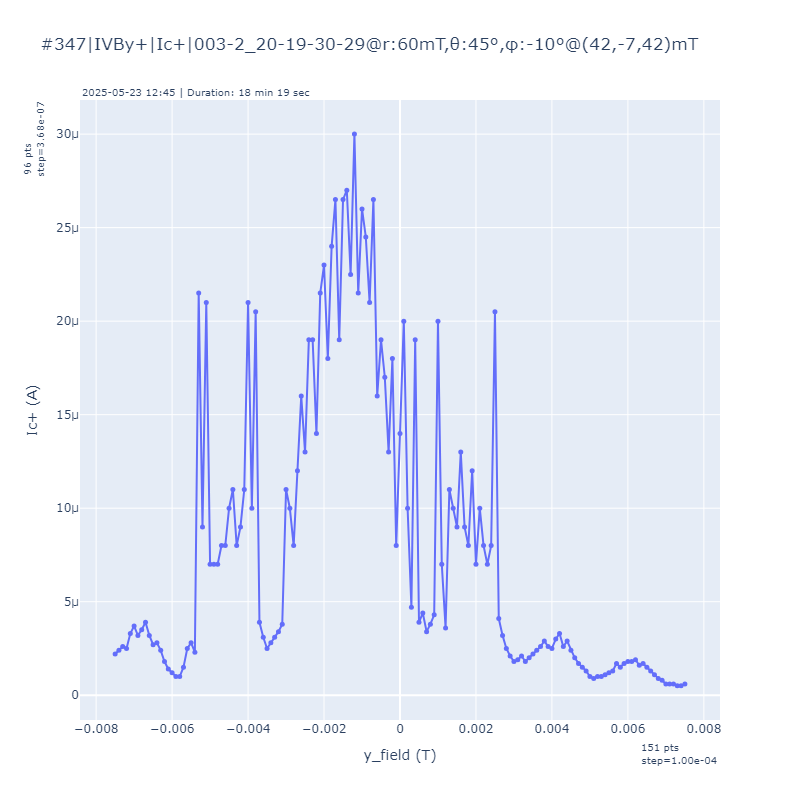 #347|IVBy+|Ic+|003-2_20-19-30-29@r:60mT,θ:45º,φ:-10º@(42,-7,42)mT
2025-05-23 12:45 | Duration: 18 min 19 sec
96 pts
step=3.68e-07
30μ
25μ
20μ
15μ
10μ
5μ
0
Ic+ (A)
−0.008
−0.006
−0.004
−0.002
0
0.002
0.004
0.006
0.008
y_field (T)
151 pts
step=1.00e-04